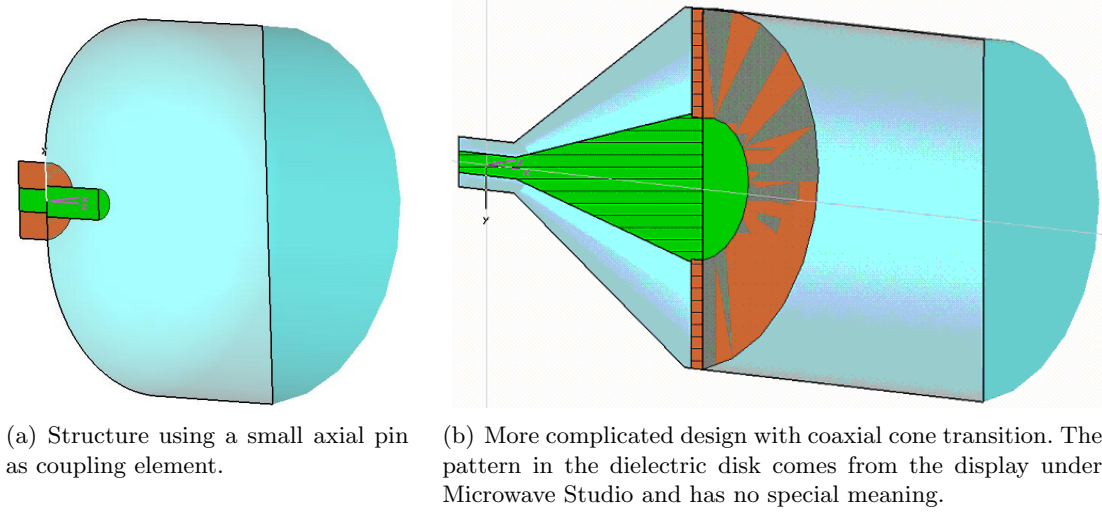 (a) Structure using a small axial pin
as coupling element.
(b) More complicated design with coaxial cone transition. The
pattern in the dielectric disk comes from the display under
Microwave Studio and has no special meaning.